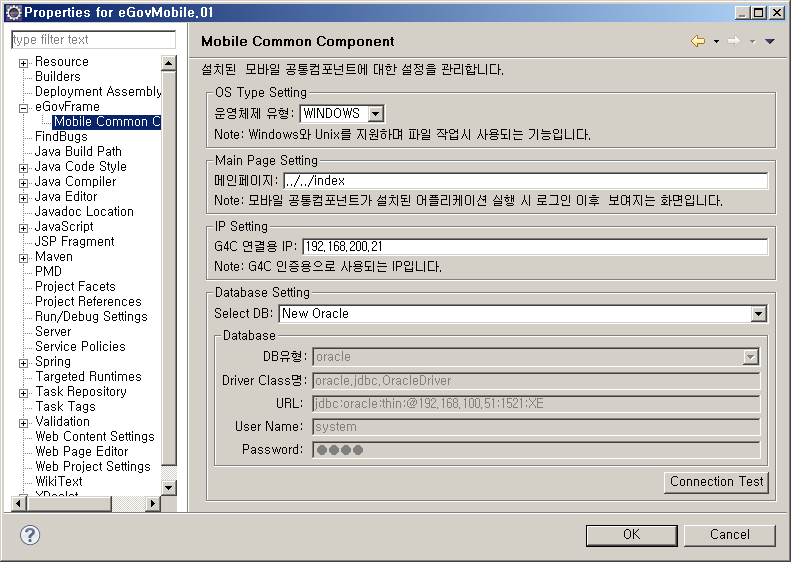 Properties for eGovMobile.01
type filter text
Resource
Builders
Deployment Assembly
eGovFrame
Mobile Common C
FindBugs
Java Build Path
Java Code Style
Java Compiler
Java Editor
Javadoc Location
JavaScript
JSP Fragment
Maven
PMD
Project Facets
Project References
Run/Debug Settings
Server
Service Policies
Spring
Targeted Runtimes
Task Repository
Task Tags
Validation
Web Content Settings
Web Page Editor
Web Project Settings
WikiText
XDoclet
Mobile Common Component
설치된 모바일 공통컴포넌트에 대한 설정을 관리합니다.
OS Type Setting
운영체제 유형: WINDOWS
Note: Windows와 Unix를 지원하며 파일 작업시 사용되는 기능입니다.
Main Page Setting
메인페이지: ../../index
Note: 모바일 공통컴포넌트가 설치된 어플리케이션 실행 시 로그인 이후 보여지는 화면입니다.
IP Setting
G4C 연결용 IP: 192.168.200.21
Note: G4C 인증용으로 사용되는 IP입니다.
Database Setting
Select DB: New Oracle
Database
DB유형: oracle
Driver Class명: oracle.jdbc.OracleDriver
URL: jdbc:oracle:thin:@192.168.100.51:1521:XE
User Name: system
Password: ●●●●
Connection Test
?
OK
Cancel